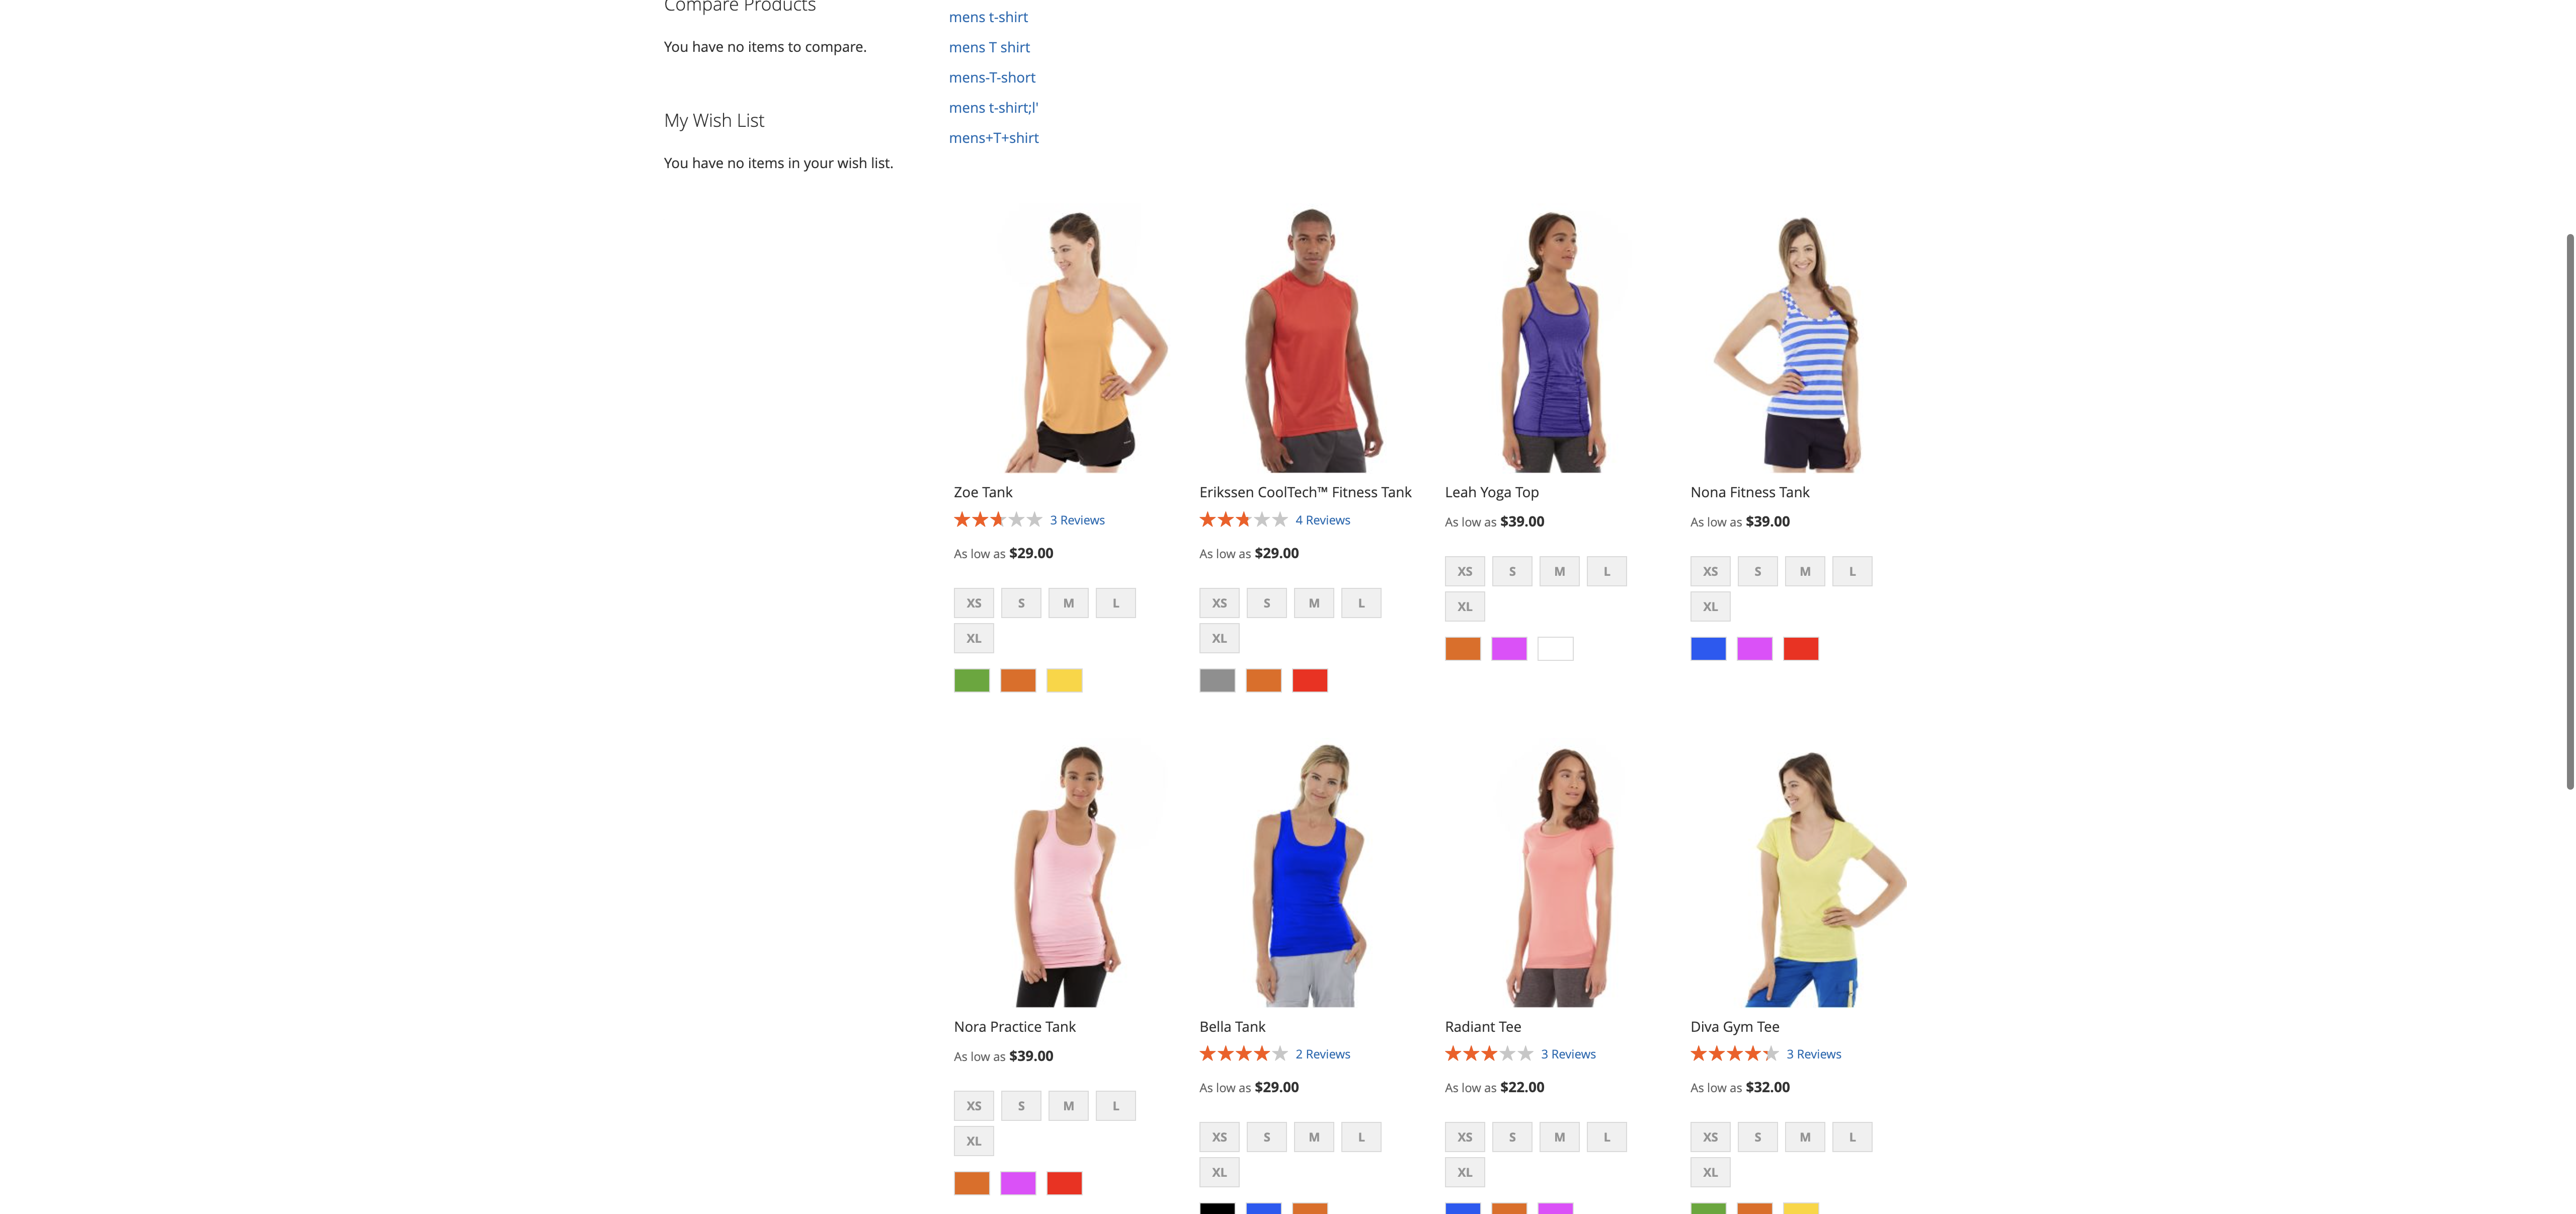 Compare Products
You have no items to compare.
My Wish List
You have no items in your wish list.
mens t-shirt
mens T shirt
mens-T-short
mens t-shirt;l'
mens+T+shirt
Zoe Tank
3 Reviews
As low as $29.00
XS S M L
XL
Erikssen CoolTech™ Fitness Tank
4 Reviews
As low as $29.00
XS S M L
XL
Leah Yoga Top
As low as $39.00
XS S M L
XL
Nona Fitness Tank
As low as $39.00
XS S M L
XL
Nora Practice Tank
As low as $39.00
XS S M L
XL
Bella Tank
2 Reviews
As low as $29.00
XS S M L
XL
Radiant Tee
3 Reviews
As low as $22.00
XS S M L
XL
Diva Gym Tee
3 Reviews
As low as $32.00
XS S M L
XL